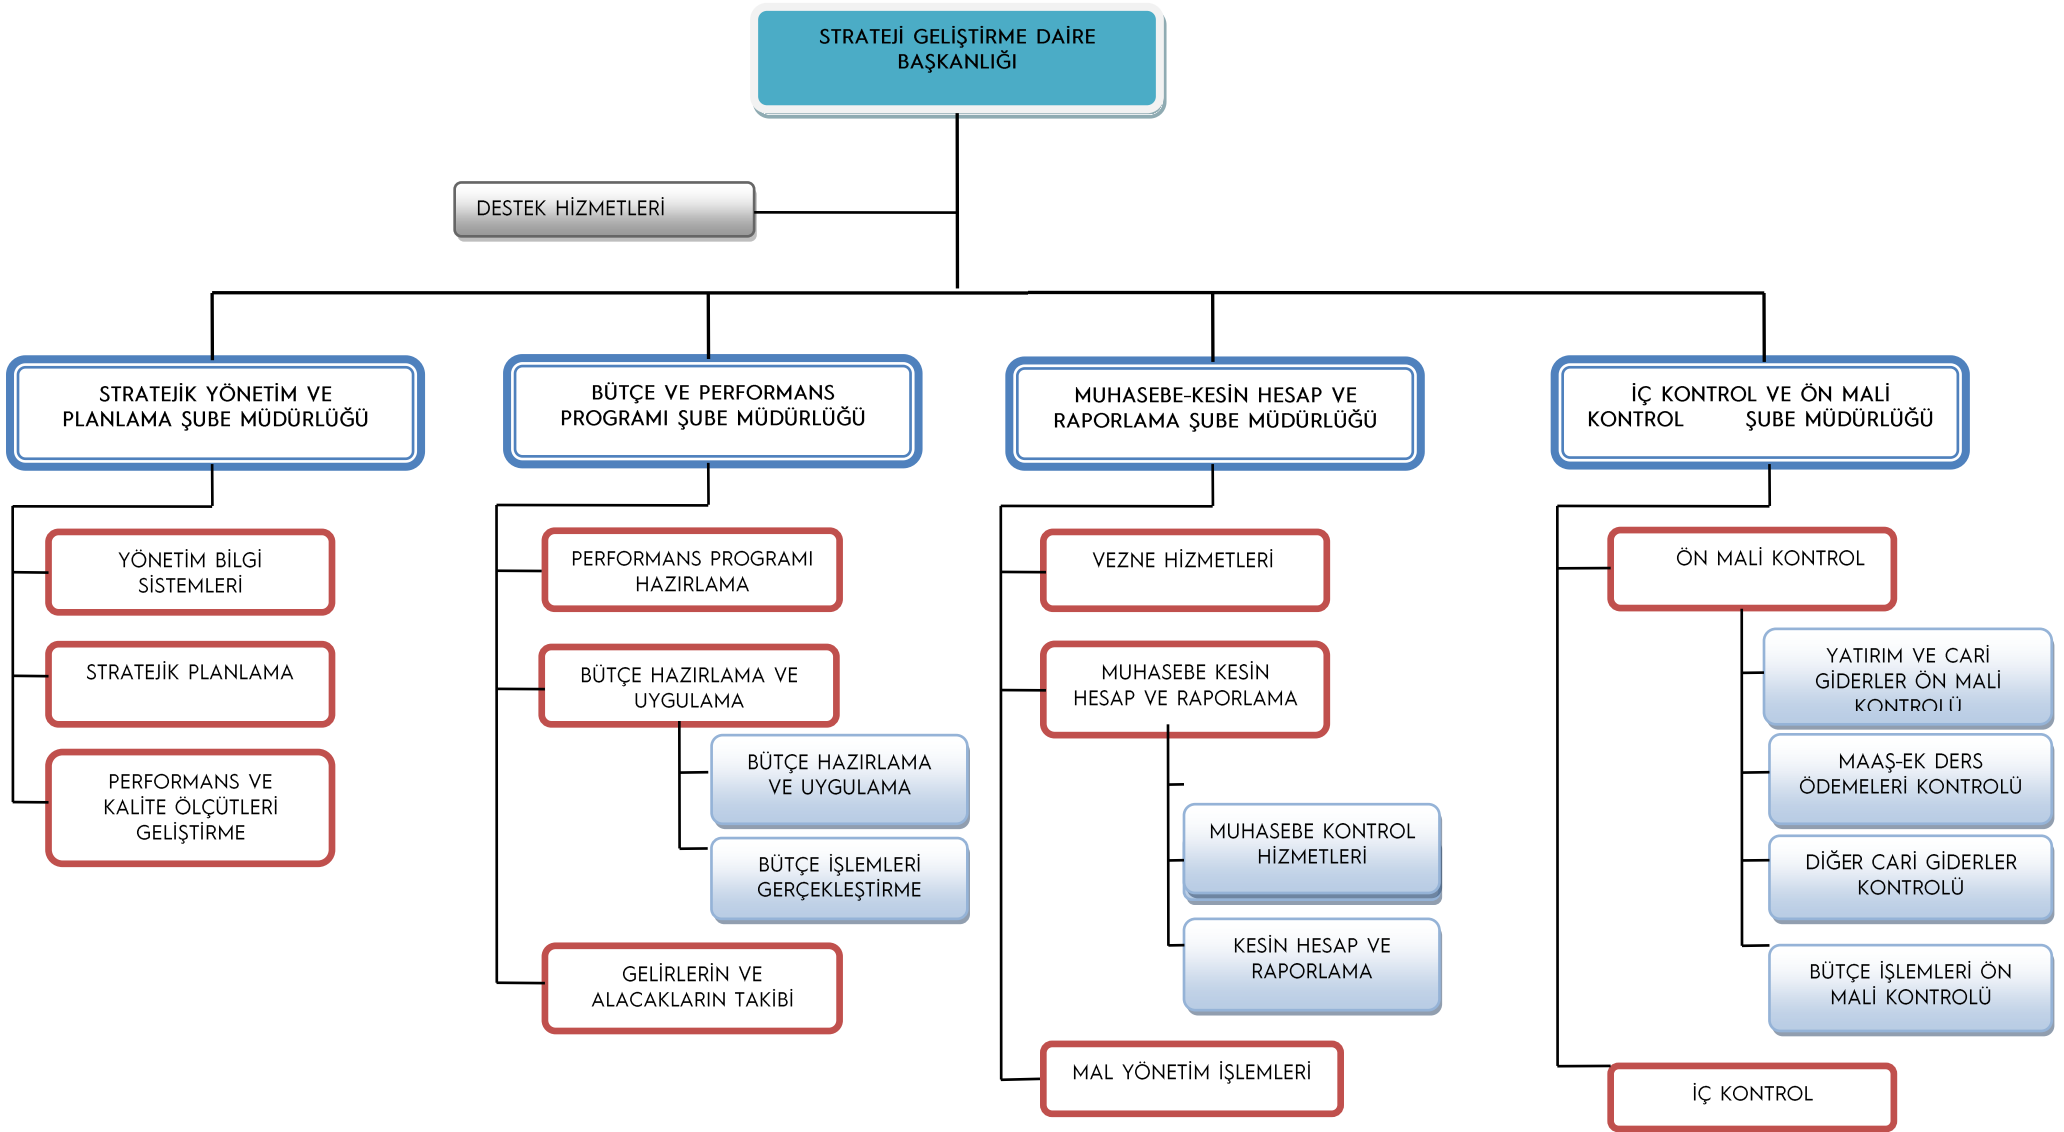 STRATEJİ GELİŞTİRME DAİRE
BAŞKANLIĞI
DESTEK HİZMETLERİ
STRATEJİK YÖNETİM VE
PLANLAMA ŞUBE MÜDÜRLÜĞÜ
YÖNETİM BİLGİ
SİSTEMLERİ
STRATEJİK PLANLAMA
PERFORMANS VE
KALİTE ÖLÇÜTLERİ
GELİŞTİRME
BÜTÇE VE PERFORMANS
PROGRAMI ŞUBE MÜDÜRLÜĞÜ
PERFORMANS PROGRAMI
HAZIRLAMA
BÜTÇE HAZIRLAMA VE
UYGULAMA
BÜTÇE HAZIRLAMA
VE UYGULAMA
BÜTÇE İŞLEMLERİ
GERÇEKLEŞTİRME
GELİRLERİN VE
ALACAKLARIN TAKİBİ
MUHASEBE-KESİN HESAP VE
RAPORLAMA ŞUBE MÜDÜRLÜĞÜ
VEZNE HİZMETLERİ
MUHASEBE KESİN
HESAP VE RAPORLAMA
MUHASEBE KONTROL
HİZMETLERİ
KESİN HESAP VE
RAPORLAMA
MAL YÖNETİM İŞLEMLERİ
İÇ KONTROL VE ÖN MALİ
KONTROL ŞUBE MÜDÜRLÜĞÜ
ÖN MALİ KONTROL
YATIRIM VE CARİ
GİDERLER ÖN MALİ
KONTROLÜ
MAAŞ-EK DERS
ÖDEMELERİ KONTROLÜ
DİĞER CARİ GİDERLER
KONTROLÜ
BÜTÇE İŞLEMLERİ ÖN
MALİ KONTROLÜ
İÇ KONTROL